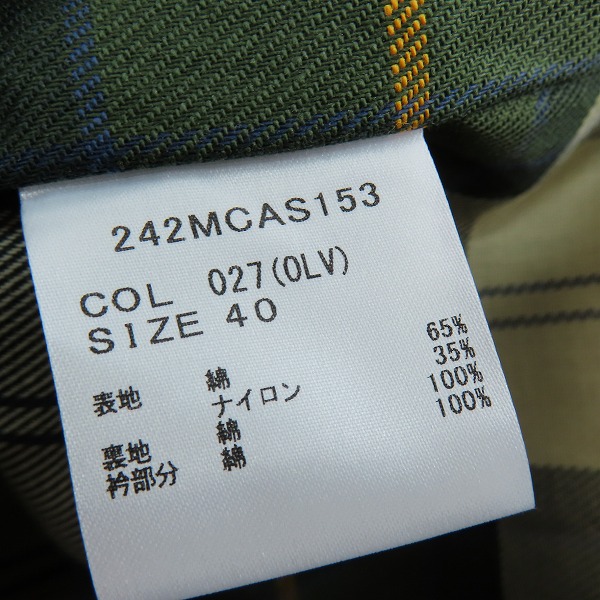 242MCAS153
COL 027(OLV)
SIZE 40
表地 綿 65%
ナイロン 35%
裏地 綿 100%
衿部分 綿 100%